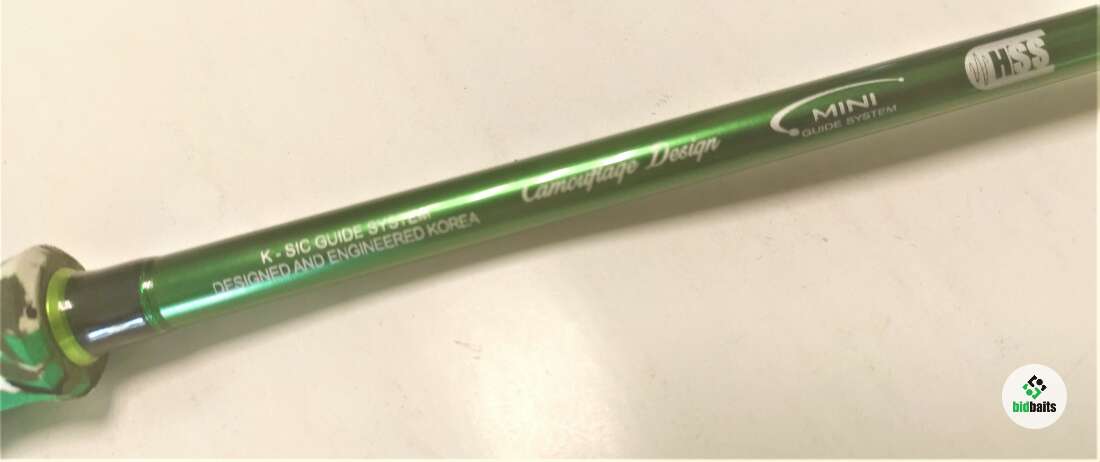 K - SIC GUIDE SYSTEM
DESIGNED AND ENGINEERED KOREA
Camouflage Design
MINI
GUIDE SYSTEM
HSS
bidbaits